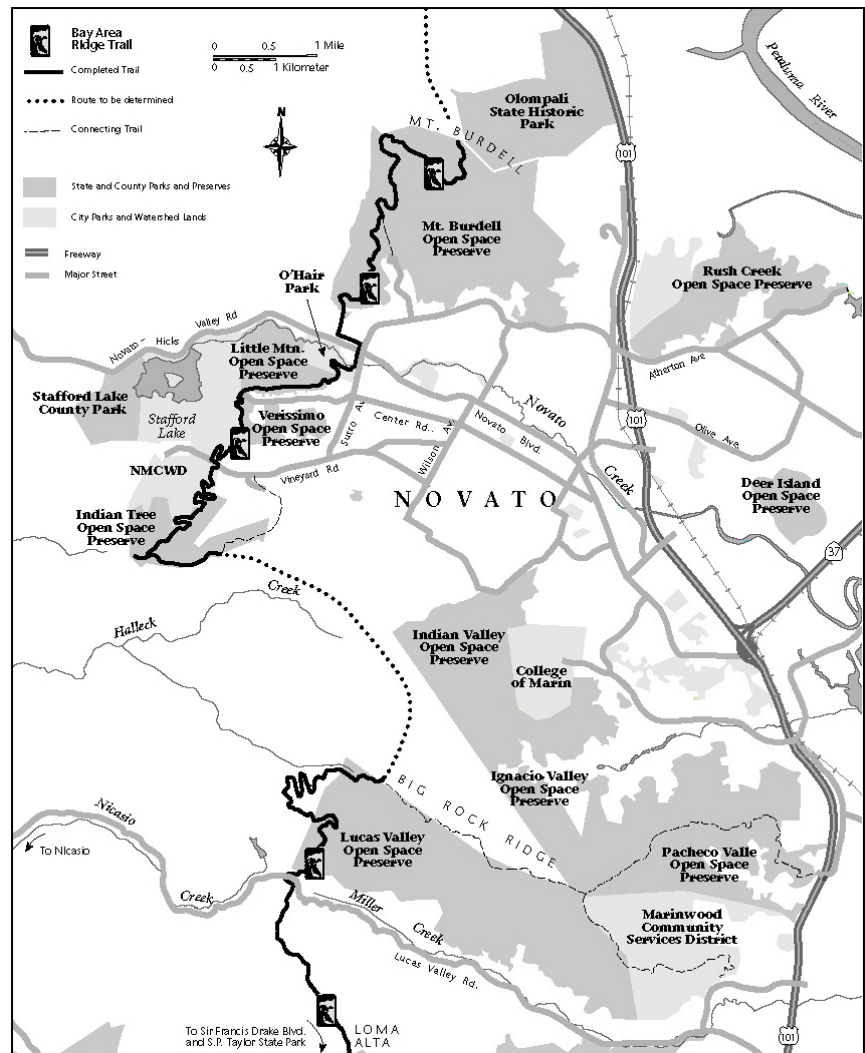 Bay Area
Ridge Trail
Completed Trail
Route to be determined
Connecting Trail
State and County Parks and Preserves
City Parks and Watershed Lands
Freeway
Major Street
0 0.5 1 Mile
0 0.5 1 Kilometer
N
Petaluma River
Olompali
State Historic
Park
MT. BURDELL
101
Mt. Burdell
Open Space
Preserve
Rush Creek
Open Space Preserve
O'Hair
Park
Novato-Hicks Valley Rd
Little Mtn.
Open Space
Preserve
Atherton Ave
Stafford Lake
County Park
Stafford
Lake
Verissimo
Open Space
Preserve
Sutro Av
Center Rd.
Wilson Av.
Novato Blvd.
Novato Creek
101
Olive Ave.
NMCWD
Vineyard Rd
NOVATO
Deer Island
Open Space
Preserve
Indian Tree
Open Space
Preserve
37
Halleck Creek
Indian Valley
Open Space
Preserve
College
of Marin
Ignacio Valley
Open Space
Preserve
BIG ROCK RIDGE
Nicasio Creek
To Nicasio
Lucas Valley
Open Space
Preserve
Pacheco Valle
Open Space
Preserve
Miller Creek
Lucas Valley Rd.
Marinwood
Community
Services District
To Sir Francis Drake Blvd.
and S.P. Taylor State Park
LOMA
ALTA
101